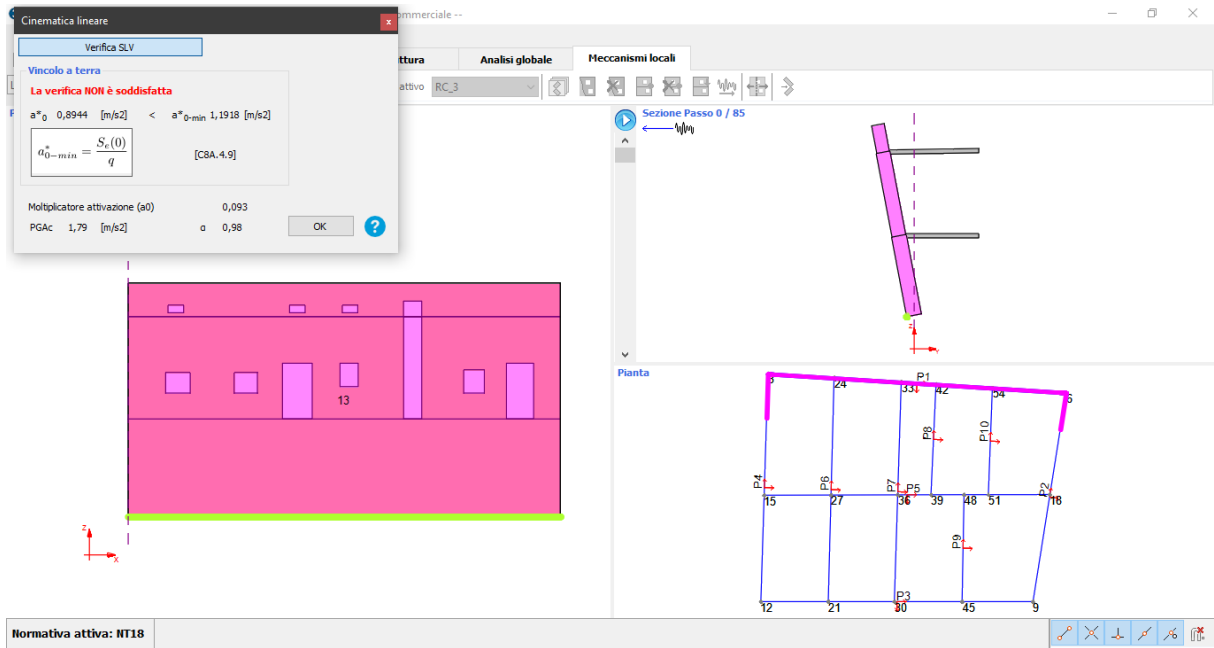 Cinematica lineare
x
Verifica SLV
Vincolo a terra
La verifica NON è soddisfatta
a*0 0,8944 [m/s2] < a*0-min 1,1918 [m/s2]
a*0−min = Se(0) / q [C8A.4.9]
Moltiplicatore attivazione (a0) 0,093
PGAc 1,79 [m/s2] α 0,98
OK
?
ommerciale --
ttura
Analisi globale
Meccanismi locali
attivo RC_3
Sezione Passo 0 / 85
z
Y
13
z
x
Pianta
3
24
P1
33
42
54
6
P8
P10
P4
P6
P7
P5
P2
15
27
36
39
48
51
18
P9
P3
12
21
30
45
9
Normativa attiva: NT18